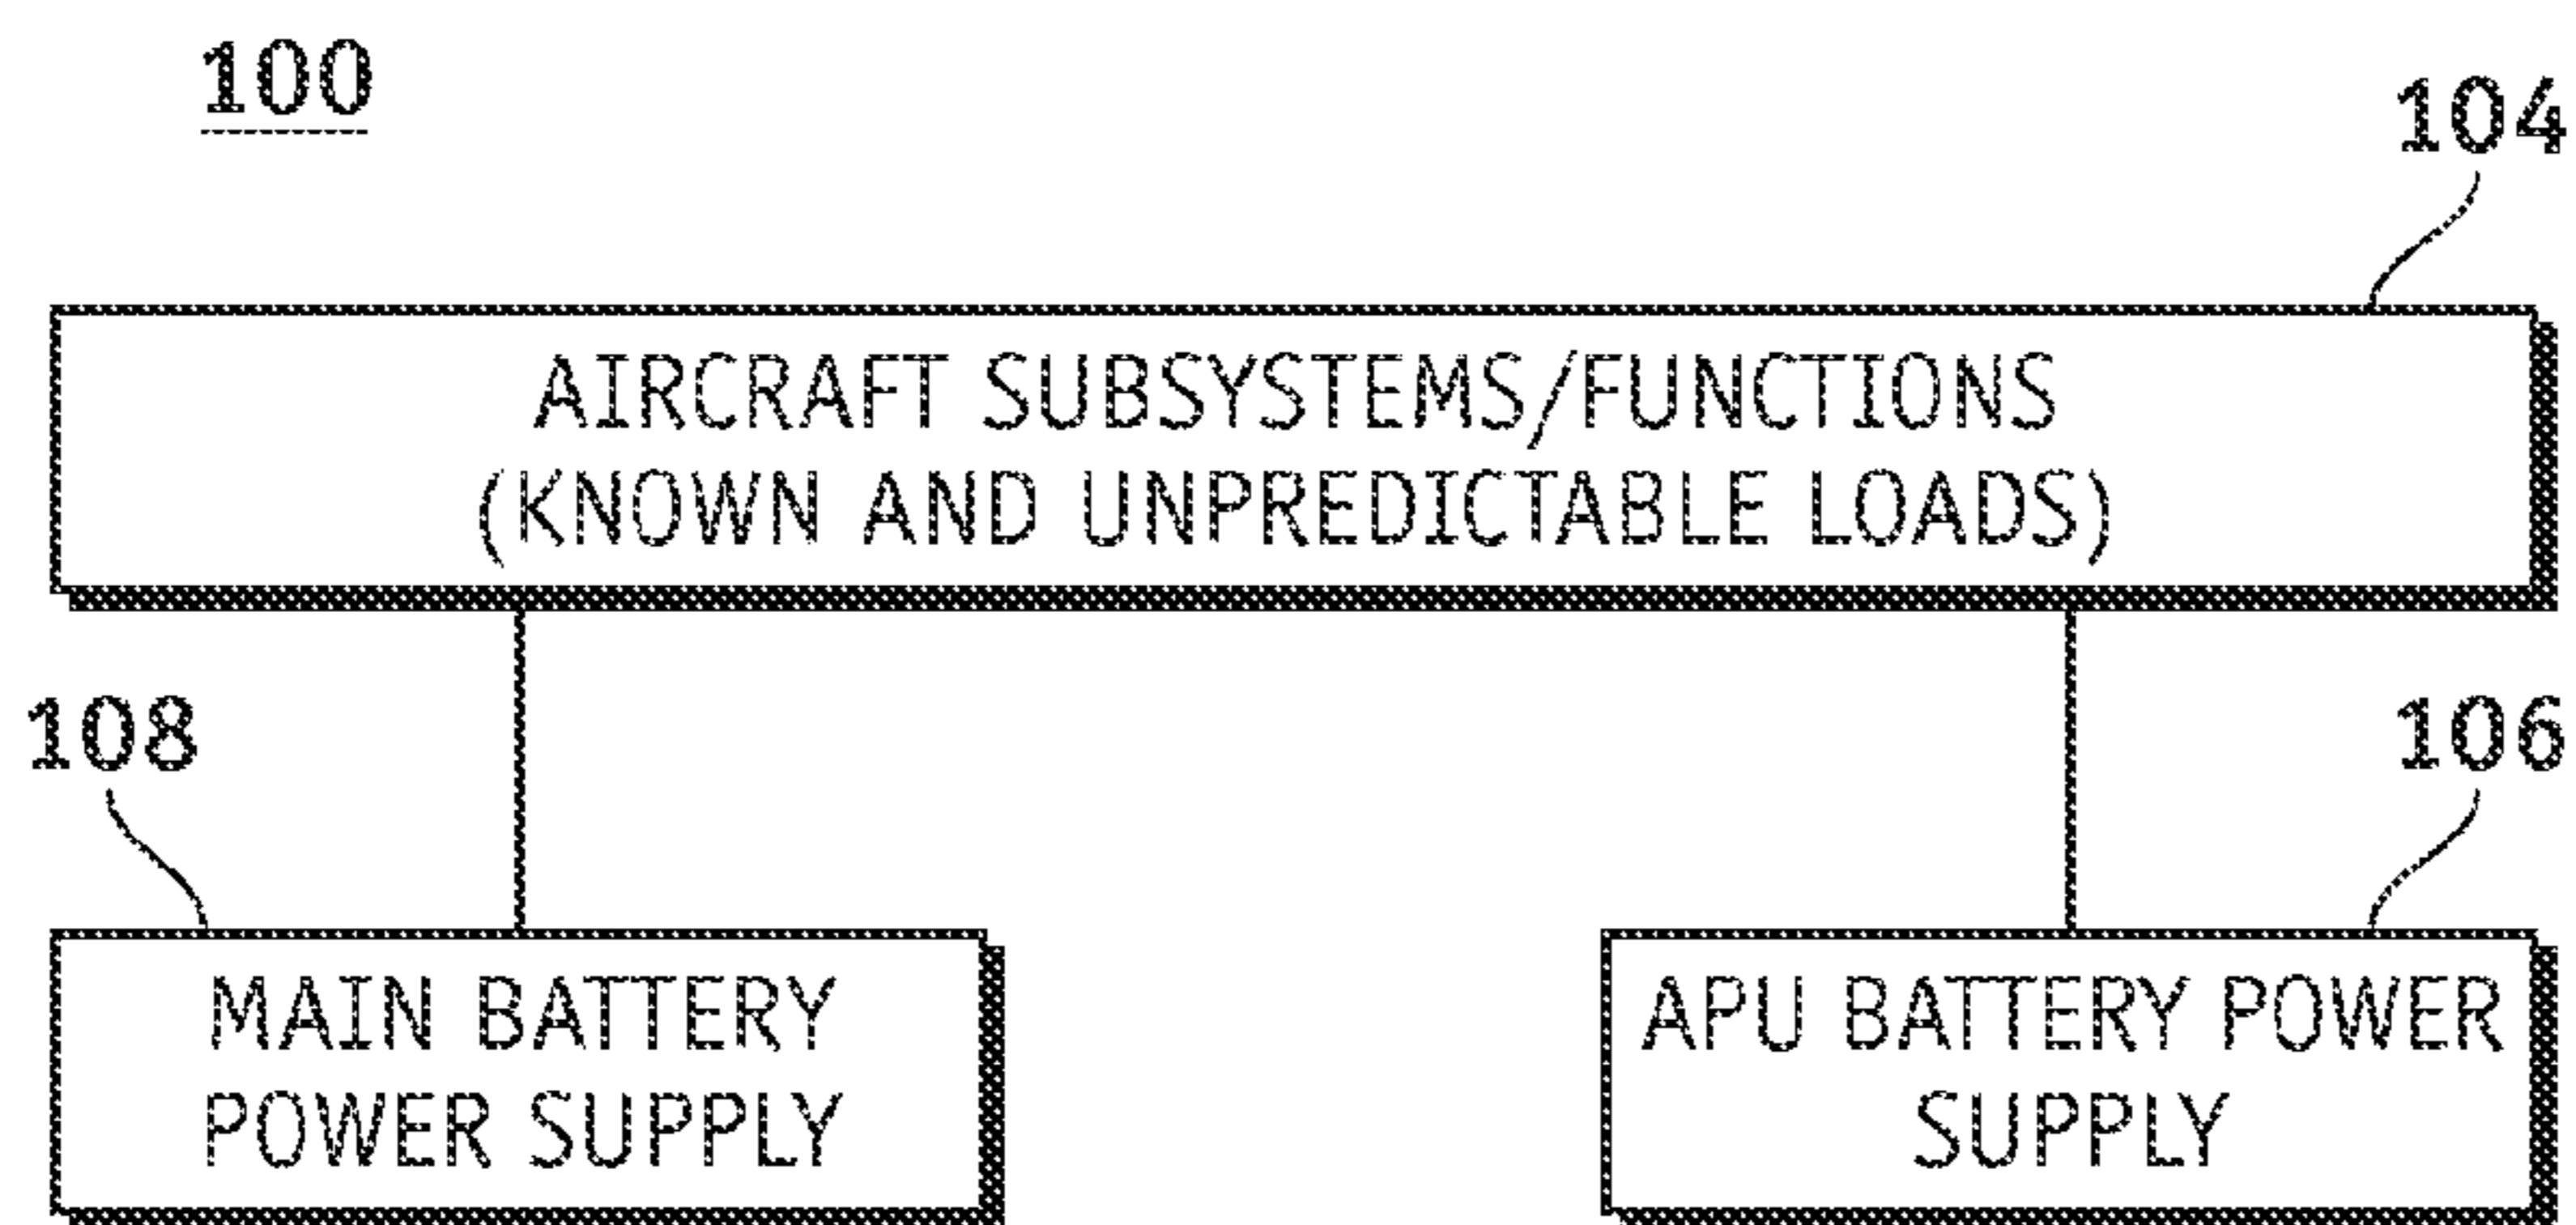 100
104
AIRCRAFT SUBSYSTEMS/FUNCTIONS
(KNOWN AND UNPREDICTABLE LOADS)
108
106
MAIN BATTERY
POWER SUPPLY
APU BATTERY POWER
SUPPLY